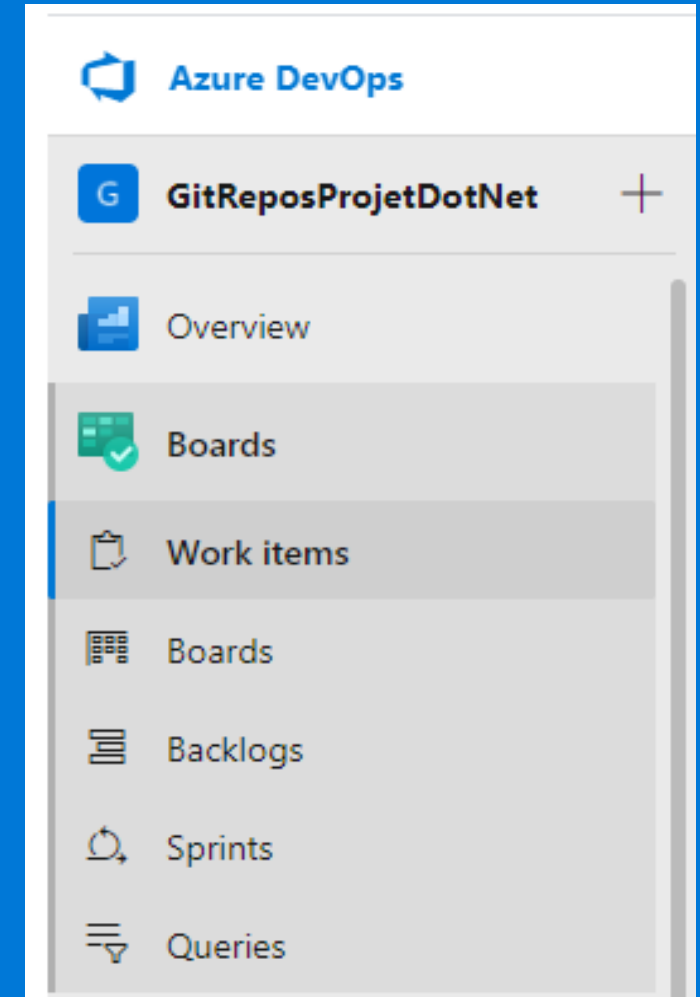 Azure DevOps
G GitReposProjetDotNet
Overview
Boards
Work items
Boards
Backlogs
Sprints
Queries